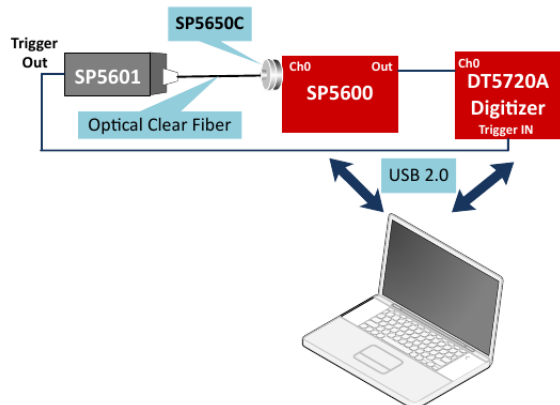 SP5650C
Trigger
Out
SP5601
Ch0
Out
SP5600
Ch0
DT5720A
Digitizer
Trigger IN
Optical Clear Fiber
USB 2.0